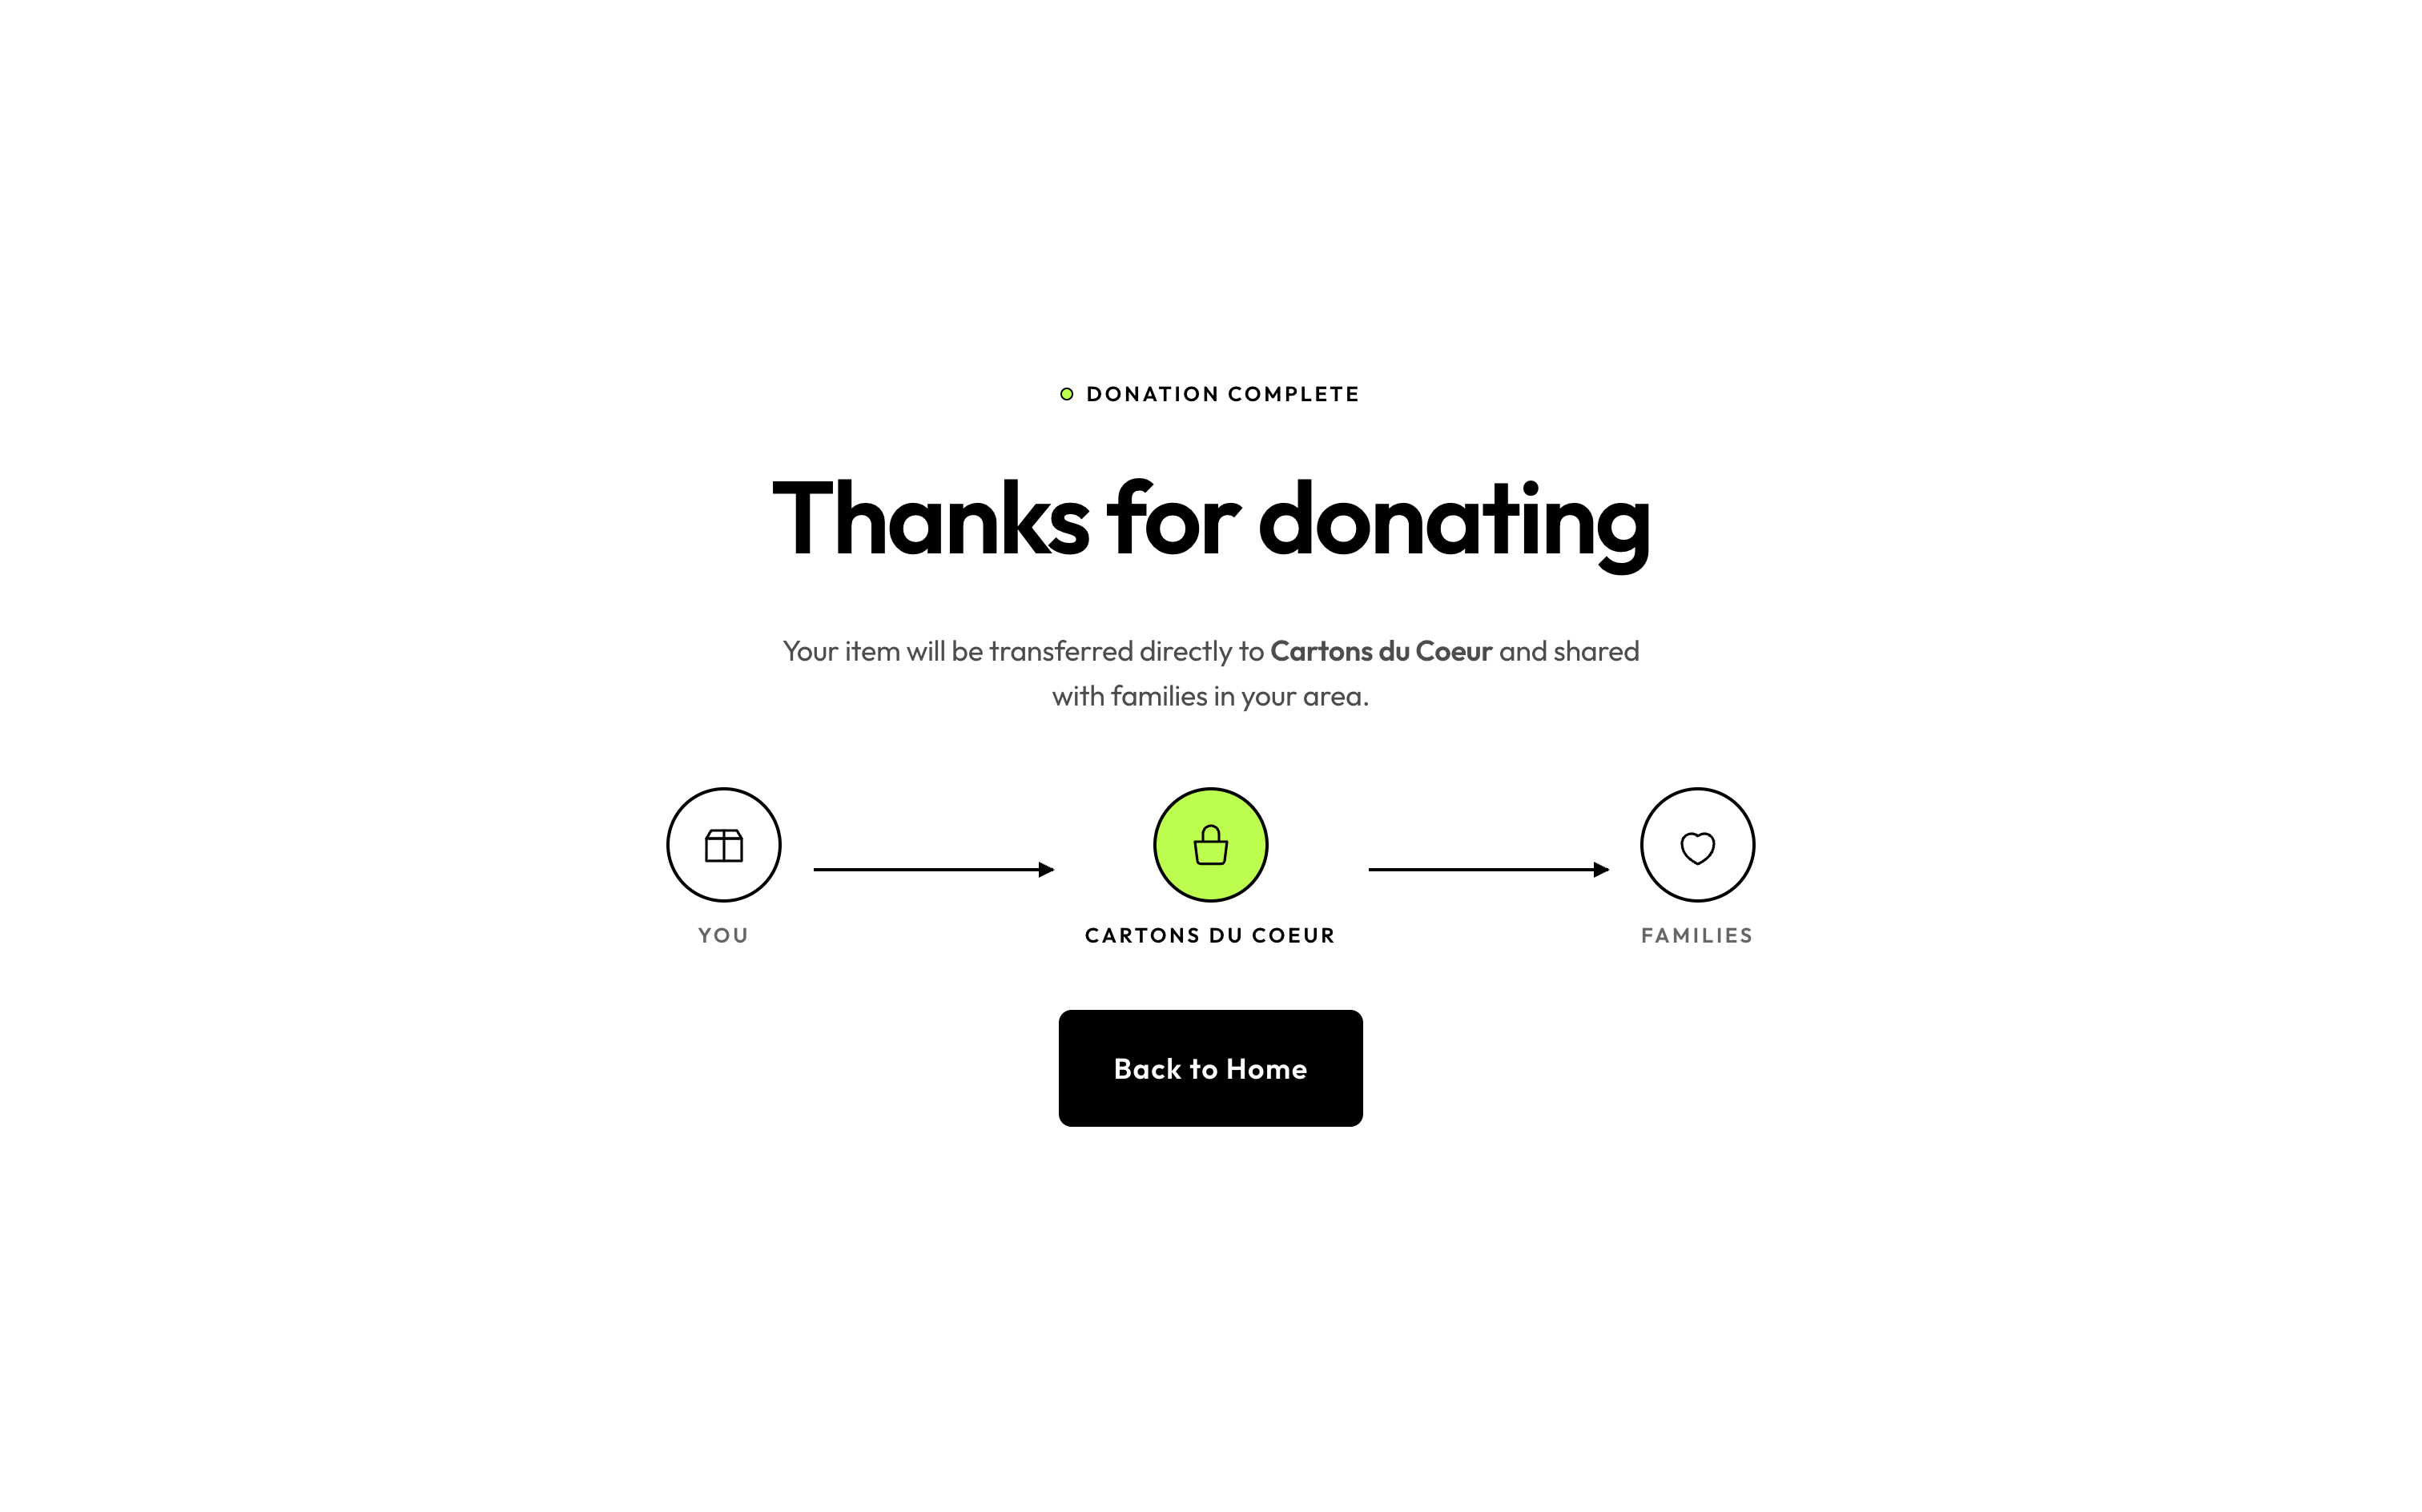 DONATION COMPLETE
Thanks for donating
Your item will be transferred directly to Cartons du Coeur and shared
with families in your area.
YOU
CARTONS DU COEUR
FAMILIES
Back to Home